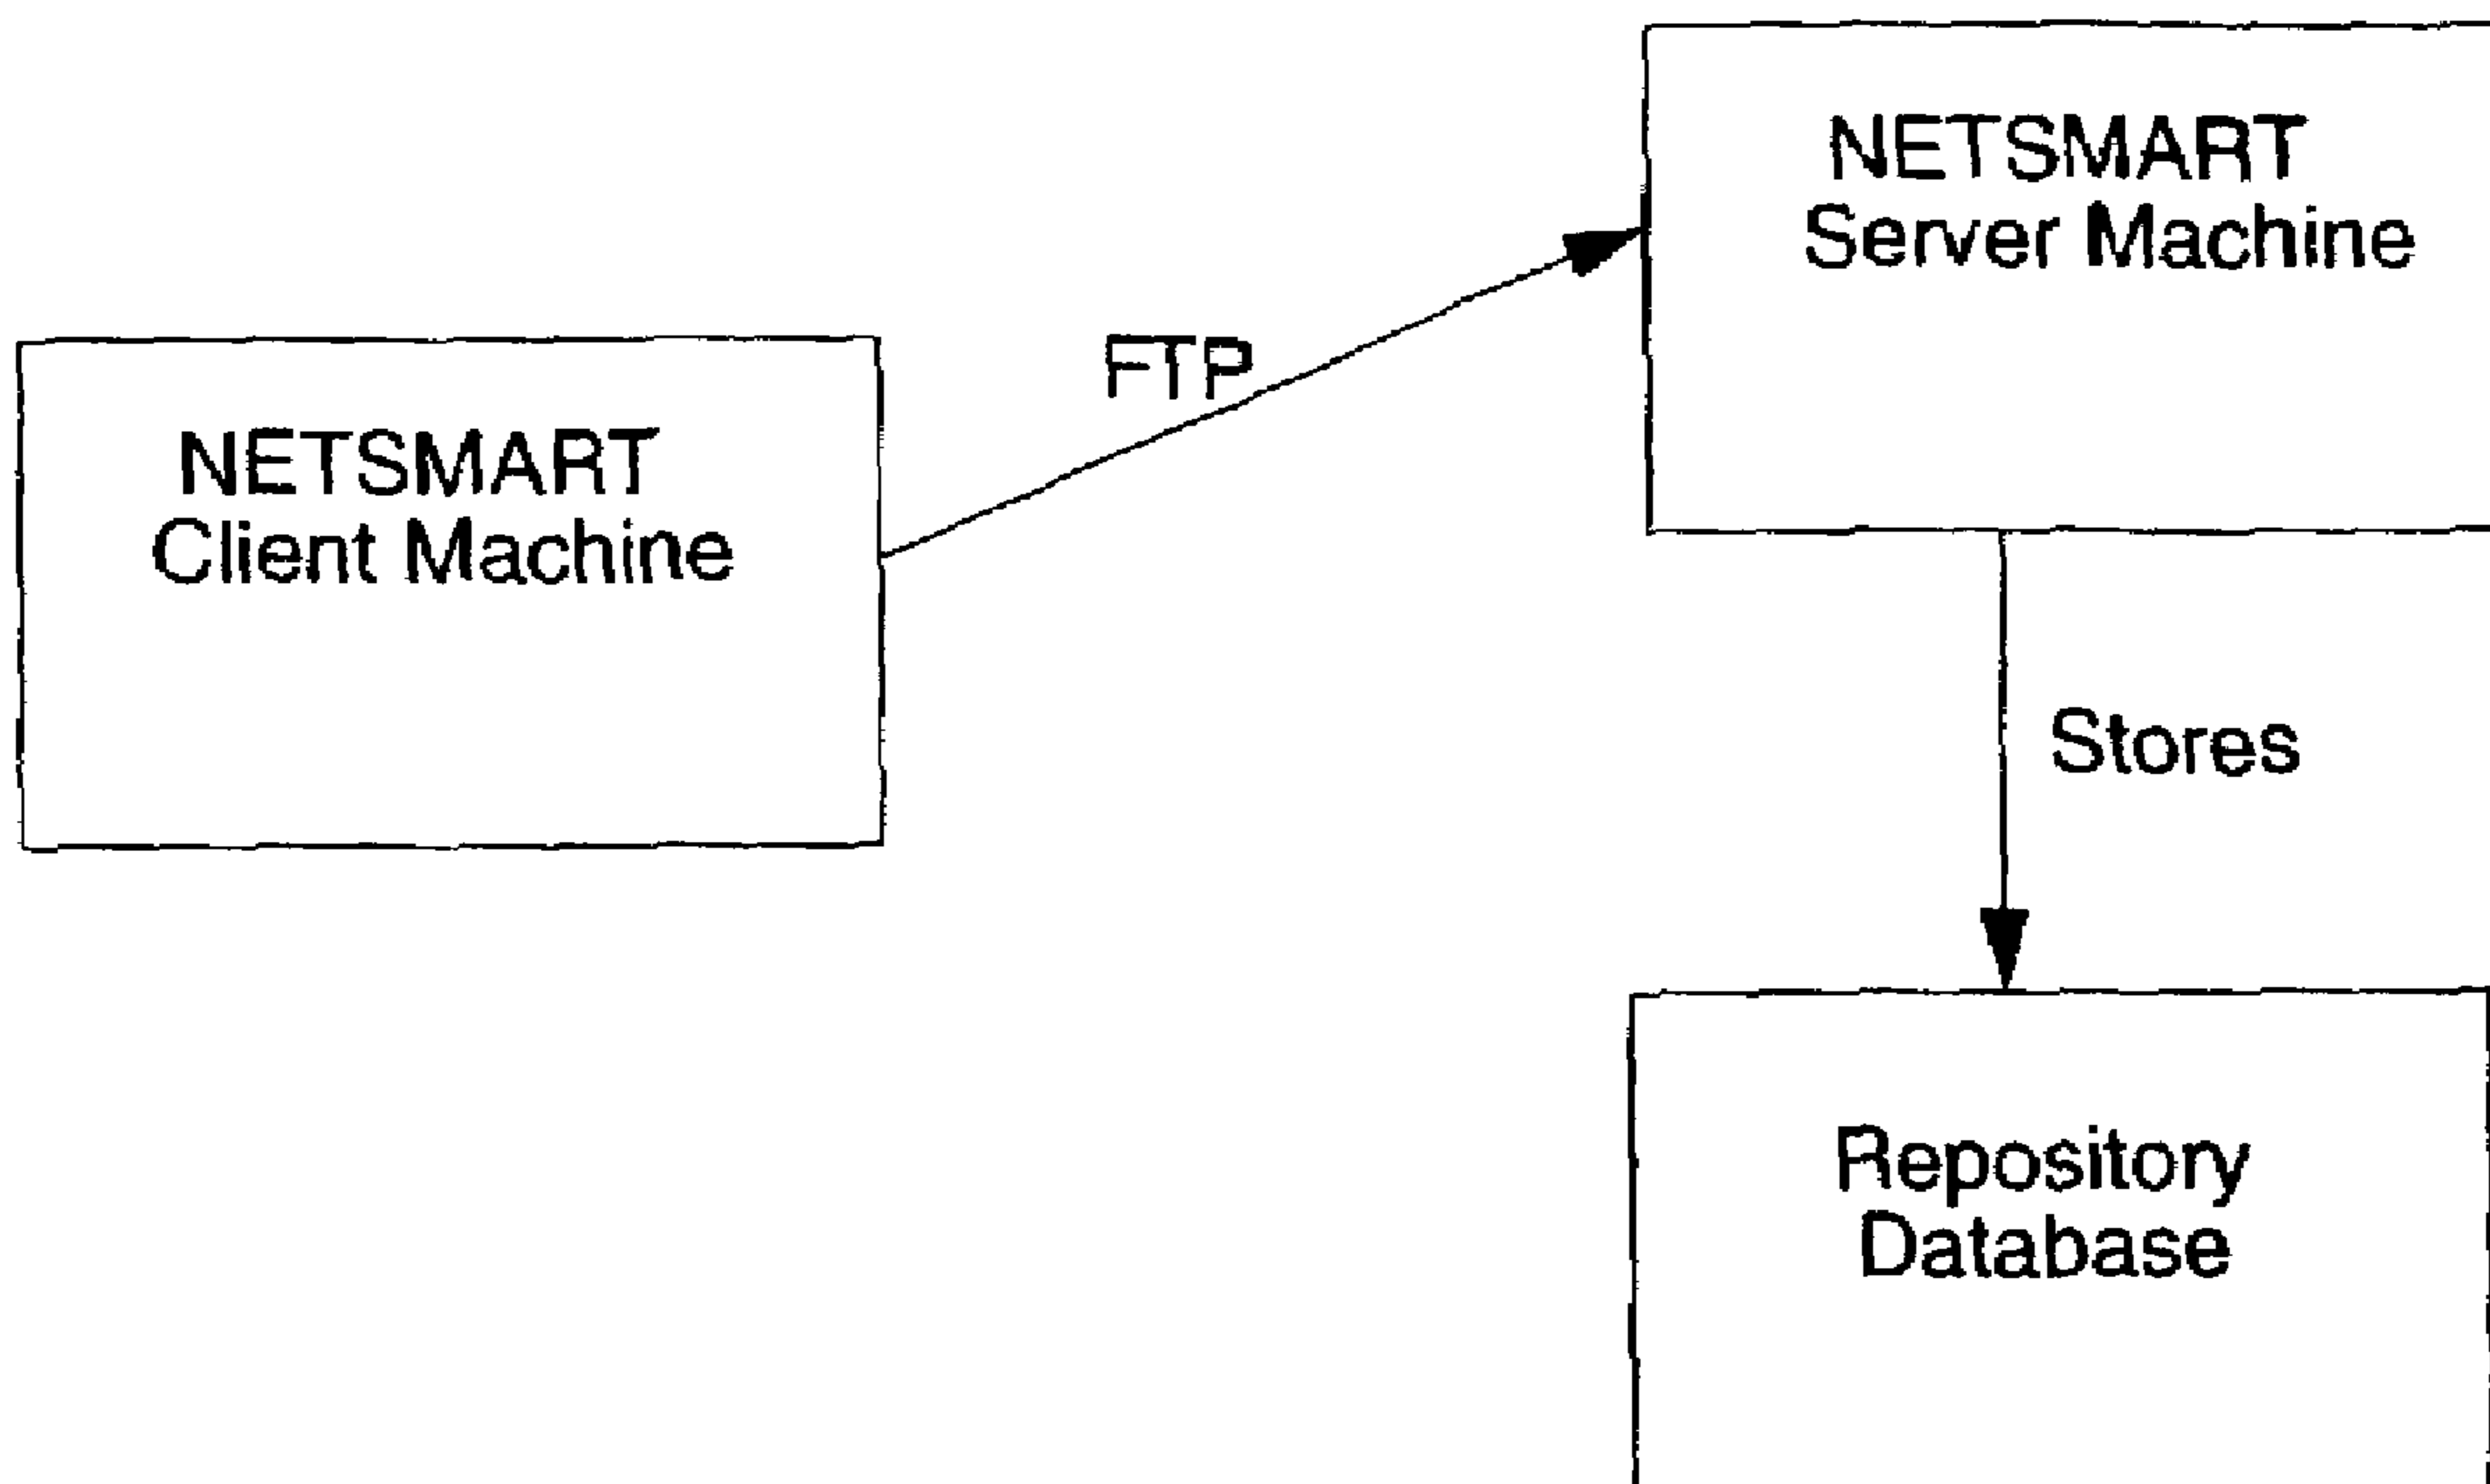 NETSMART
Server Machine
FTP
NETSMART
Client Machine
Stores
Repository
Database